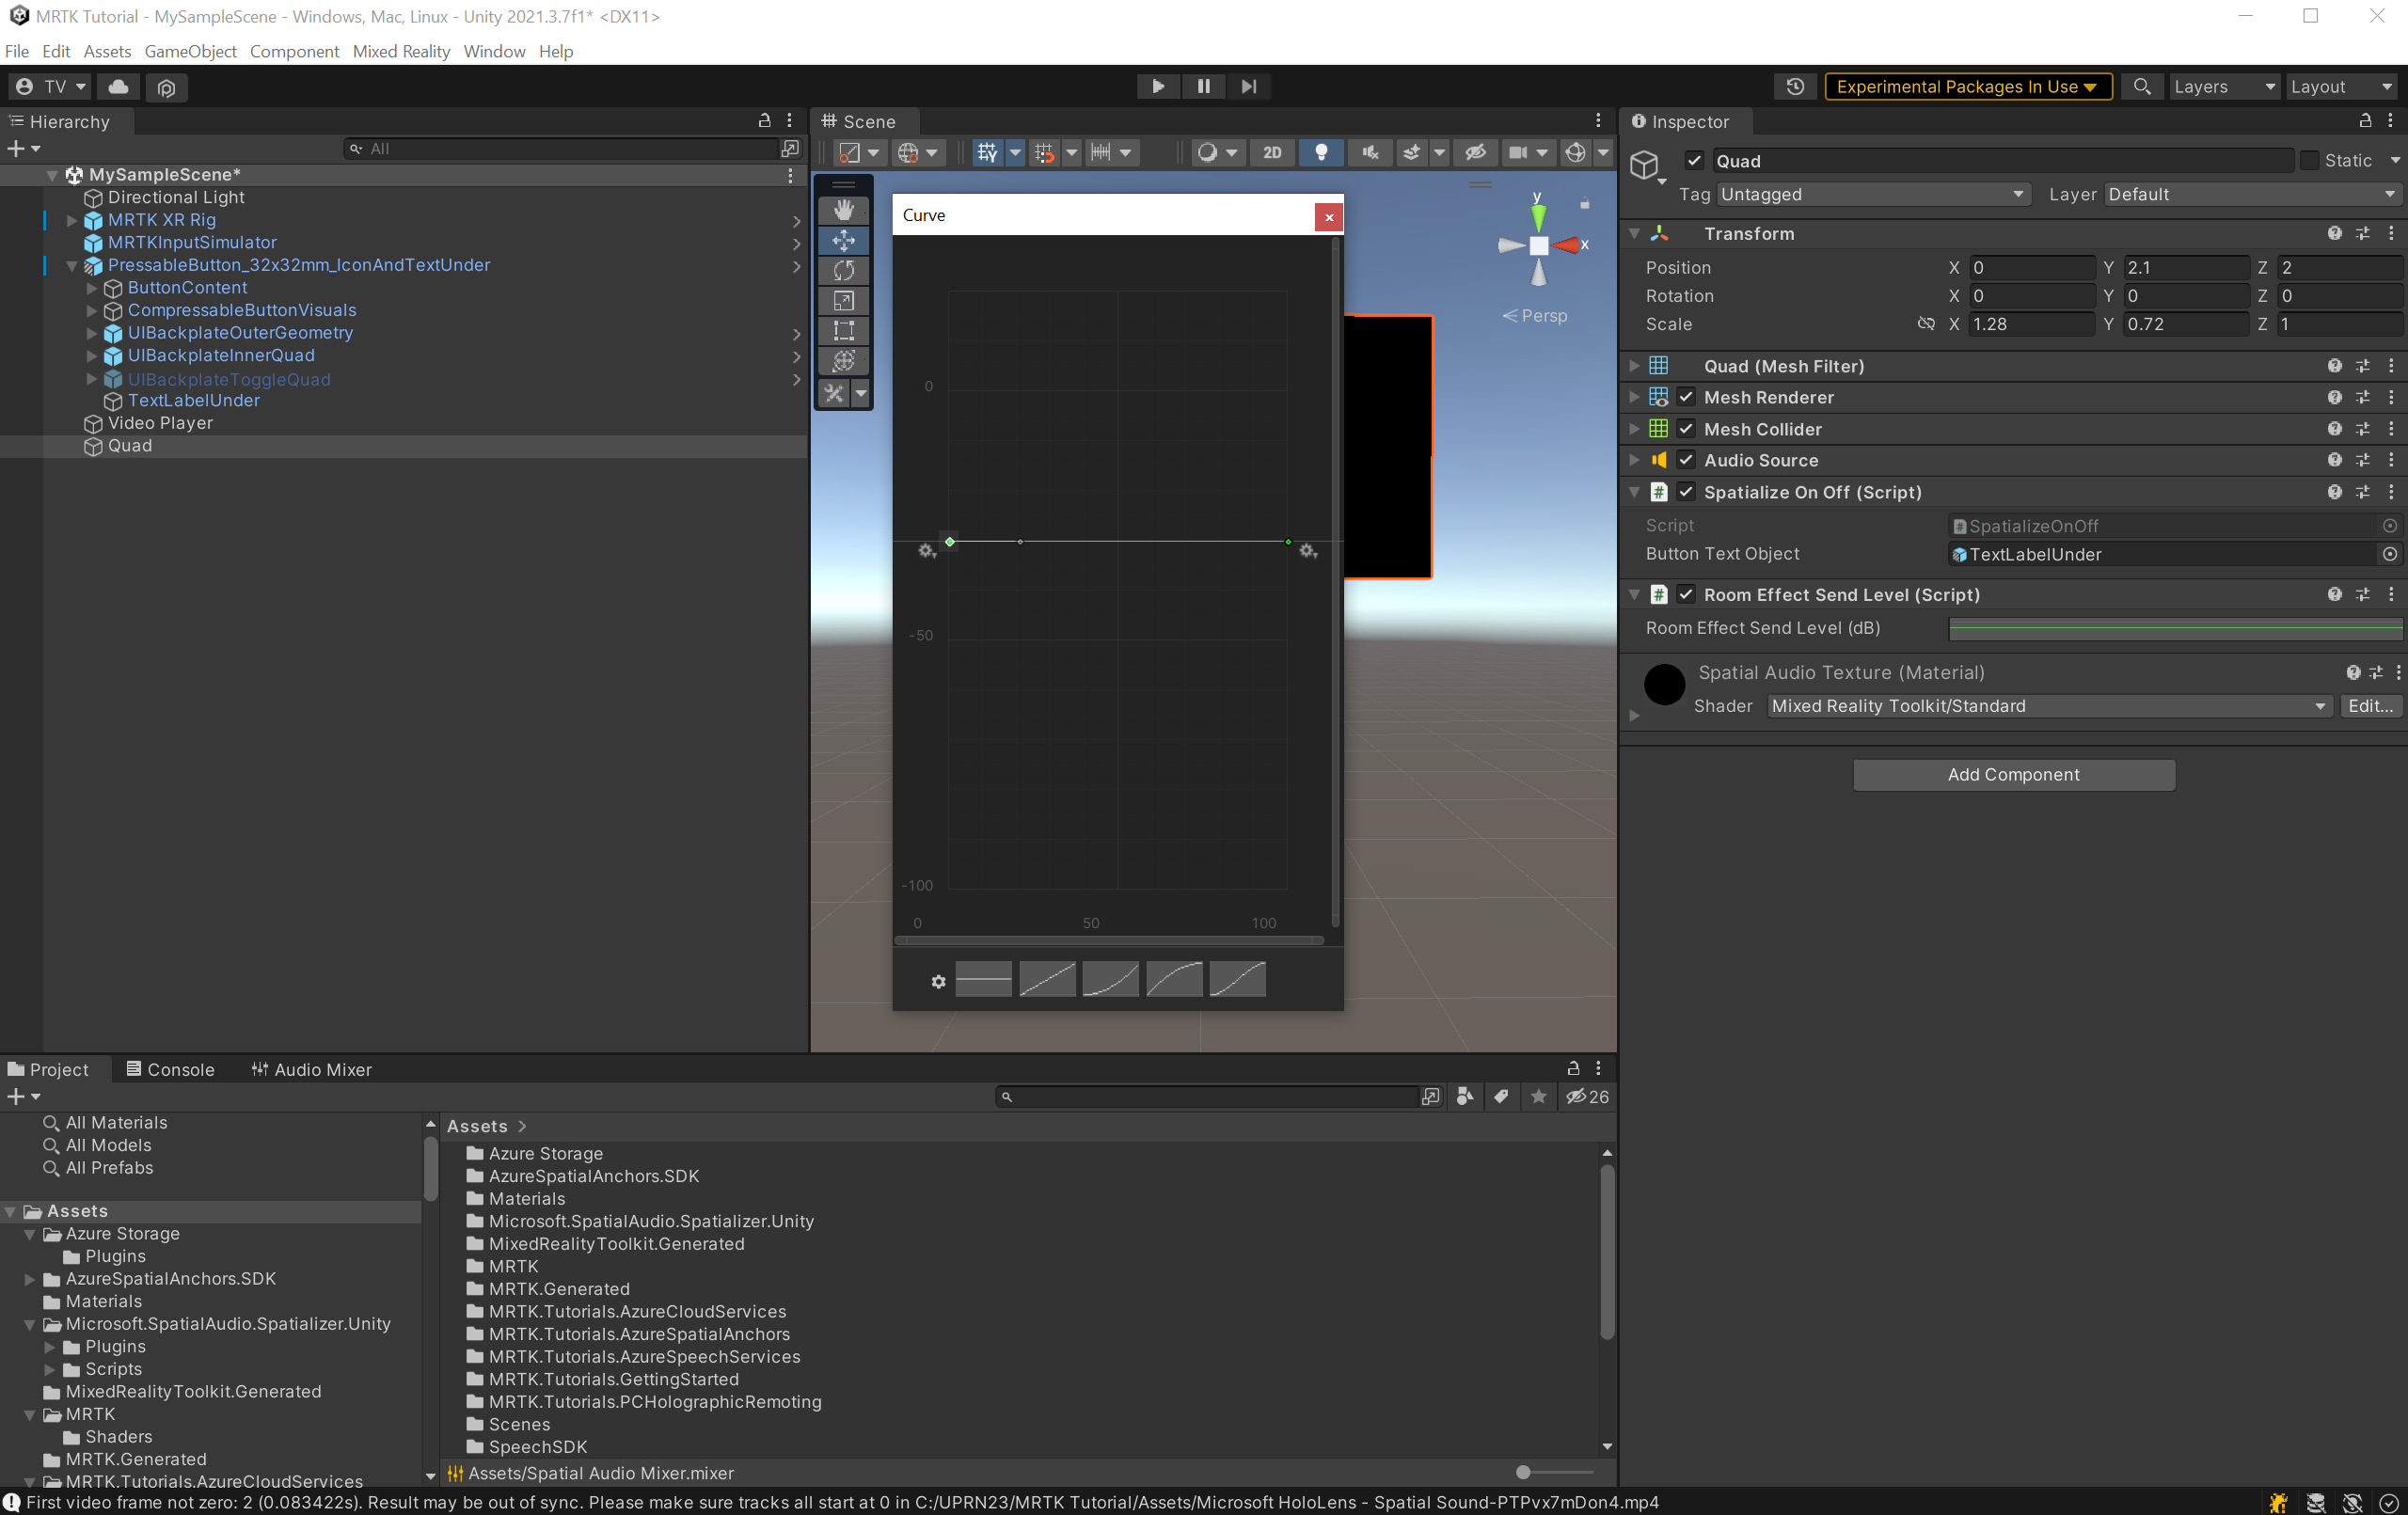 MRTK Tutorial - MySampleScene - Windows, Mac, Linux - Unity 2021.3.7f1* <DX11>
File Edit Assets GameObject Component Mixed Reality Window Help
TV
Experimental Packages In Use
Layers
Layout
Hierarchy
All
MySampleScene*
Directional Light
MRTK XR Rig
MRTKInputSimulator
PressableButton_32x32mm_IconAndTextUnder
ButtonContent
CompressableButtonVisuals
UIBackplateOuterGeometry
UIBackplateInnerQuad
UIBackplateToggleQuad
TextLabelUnder
Video Player
Quad
Scene
2D
y
x
Persp
Curve
0
-50
-100
0 50 100
Inspector
Quad
Static
Tag Untagged Layer Default
Transform
Position X 0 Y 2.1 Z 2
Rotation X 0 Y 0 Z 0
Scale X 1.28 Y 0.72 Z 1
Quad (Mesh Filter)
Mesh Renderer
Mesh Collider
Audio Source
# Spatialize On Off (Script)
Script # SpatializeOnOff
Button Text Object TextLabelUnder
# Room Effect Send Level (Script)
Room Effect Send Level (dB)
Spatial Audio Texture (Material)
Shader Mixed Reality Toolkit/Standard Edit...
Add Component
Project Console Audio Mixer
26
All Materials
All Models
All Prefabs
Assets
Azure Storage
Plugins
AzureSpatialAnchors.SDK
Materials
Microsoft.SpatialAudio.Spatializer.Unity
Plugins
Scripts
MixedRealityToolkit.Generated
MRTK
Shaders
MRTK.Generated
MRTK.Tutorials.AzureCloudServices
Assets >
Azure Storage
AzureSpatialAnchors.SDK
Materials
Microsoft.SpatialAudio.Spatializer.Unity
MixedRealityToolkit.Generated
MRTK
MRTK.Generated
MRTK.Tutorials.AzureCloudServices
MRTK.Tutorials.AzureSpatialAnchors
MRTK.Tutorials.AzureSpeechServices
MRTK.Tutorials.GettingStarted
MRTK.Tutorials.PCHolographicRemoting
Scenes
SpeechSDK
Assets/Spatial Audio Mixer.mixer
First video frame not zero: 2 (0.083422s). Result may be out of sync. Please make sure tracks all start at 0 in C:/UPRN23/MRTK Tutorial/Assets/Microsoft HoloLens - Spatial Sound-PTPvx7mDon4.mp4